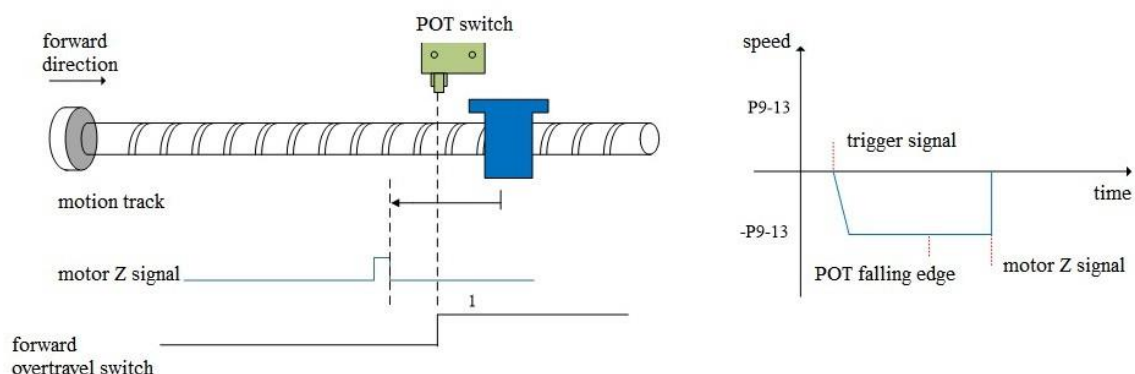 POT switch
forward
direction
motion track
motor Z signal
1
forward
overtravel switch
speed
P9-13
trigger signal
time
-P9-13
POT falling edge
motor Z signal